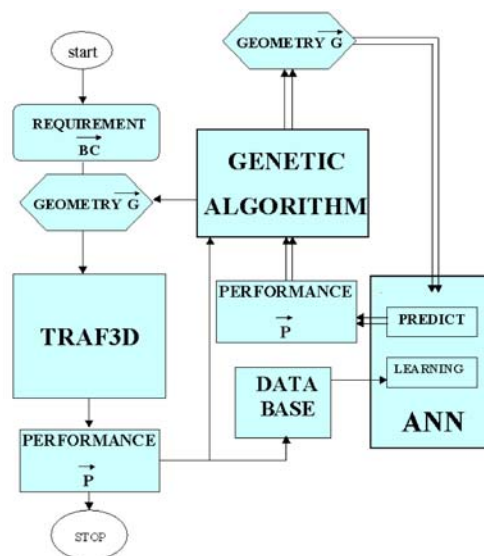 start
REQUIREMENT
BC
GEOMETRY G
TRAF3D
PERFORMANCE
P
STOP
GEOMETRY G
GENETIC
ALGORITHM
PERFORMANCE
P
DATA
BASE
PREDICT
LEARNING
ANN